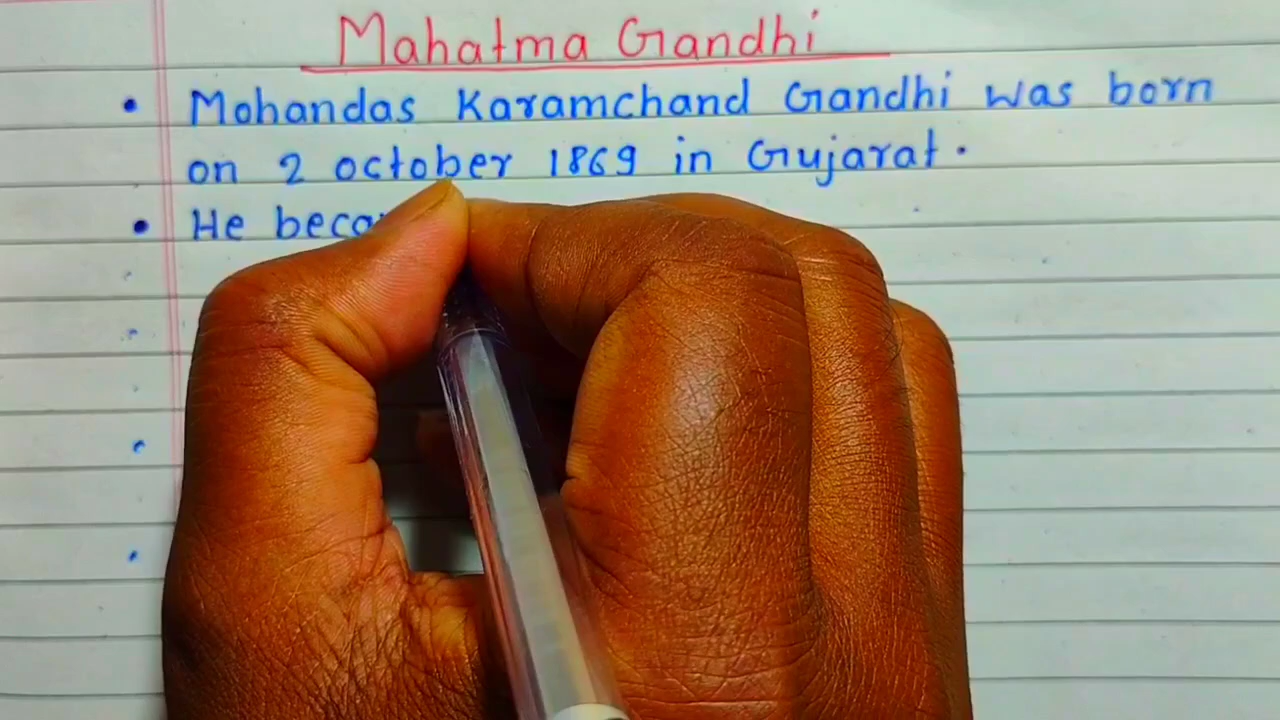 Mahatma Gandhi
• Mohandas Karamchand Gandhi was born
on 2 october 1869 in Gujarat.
• He beca